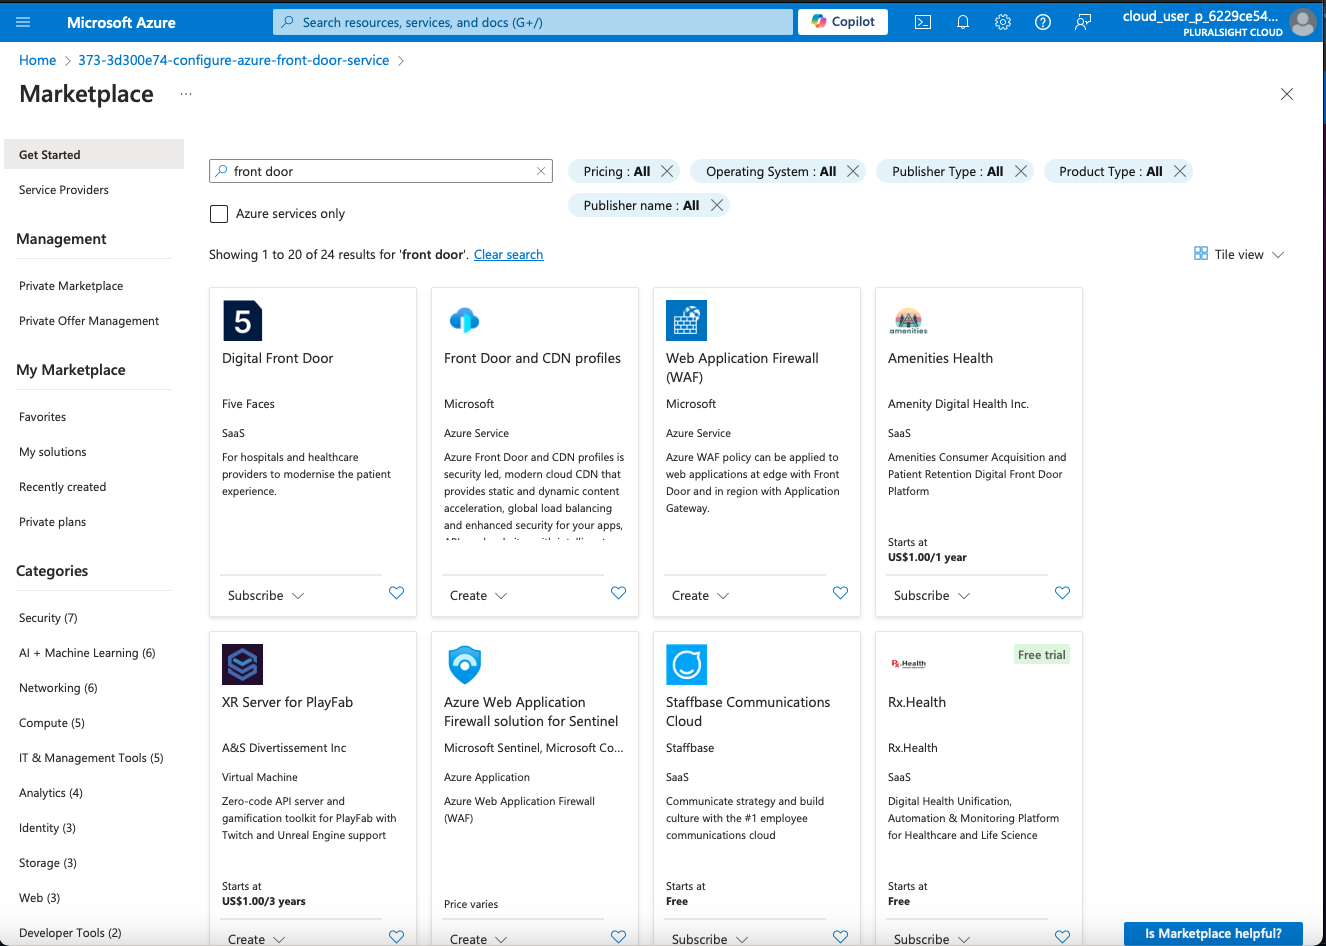 Microsoft Azure
Search resources, services, and docs (G+/)
Copilot
cloud_user_p_6229ce54...
PLURALSIGHT CLOUD
Home > 373-3d300e74-configure-azure-front-door-service >
Marketplace ...
Get Started
Service Providers
Management
Private Marketplace
Private Offer Management
My Marketplace
Favorites
My solutions
Recently created
Private plans
Categories
Security (7)
AI + Machine Learning (6)
Networking (6)
Compute (5)
IT & Management Tools (5)
Analytics (4)
Identity (3)
Storage (3)
Web (3)
Developer Tools (2)
front door
Pricing : All
Operating System : All
Publisher Type : All
Product Type : All
Publisher name : All
Azure services only
Showing 1 to 20 of 24 results for 'front door'. Clear search
Tile view
5
Digital Front Door
Five Faces
SaaS
For hospitals and healthcare
providers to modernise the patient
experience.
Subscribe
Front Door and CDN profiles
Microsoft
Azure Service
Azure Front Door and CDN profiles is
security led, modern cloud CDN that
provides static and dynamic content
acceleration, global load balancing
and enhanced security for your apps,
Create
Web Application Firewall
(WAF)
Microsoft
Azure Service
Azure WAF policy can be applied to
web applications at edge with Front
Door and in region with Application
Gateway.
Create
amenities
Amenities Health
Amenity Digital Health Inc.
SaaS
Amenities Consumer Acquisition and
Patient Retention Digital Front Door
Platform
Starts at
US$1.00/1 year
Subscribe
XR Server for PlayFab
A&S Divertissement Inc
Virtual Machine
Zero-code API server and
gamification toolkit for PlayFab with
Twitch and Unreal Engine support
Starts at
US$1.00/3 years
Create
Azure Web Application
Firewall solution for Sentinel
Microsoft Sentinel, Microsoft Co...
Azure Application
Azure Web Application Firewall
(WAF)
Price varies
Create
Staffbase Communications
Cloud
Staffbase
SaaS
Communicate strategy and build
culture with the #1 employee
communications cloud
Starts at
Free
Subscribe
Rx.Health
Free trial
Rx.Health
Rx.Health
SaaS
Digital Health Unification,
Automation & Monitoring Platform
for Healthcare and Life Science
Starts at
Free
Subscribe
Is Marketplace helpful?